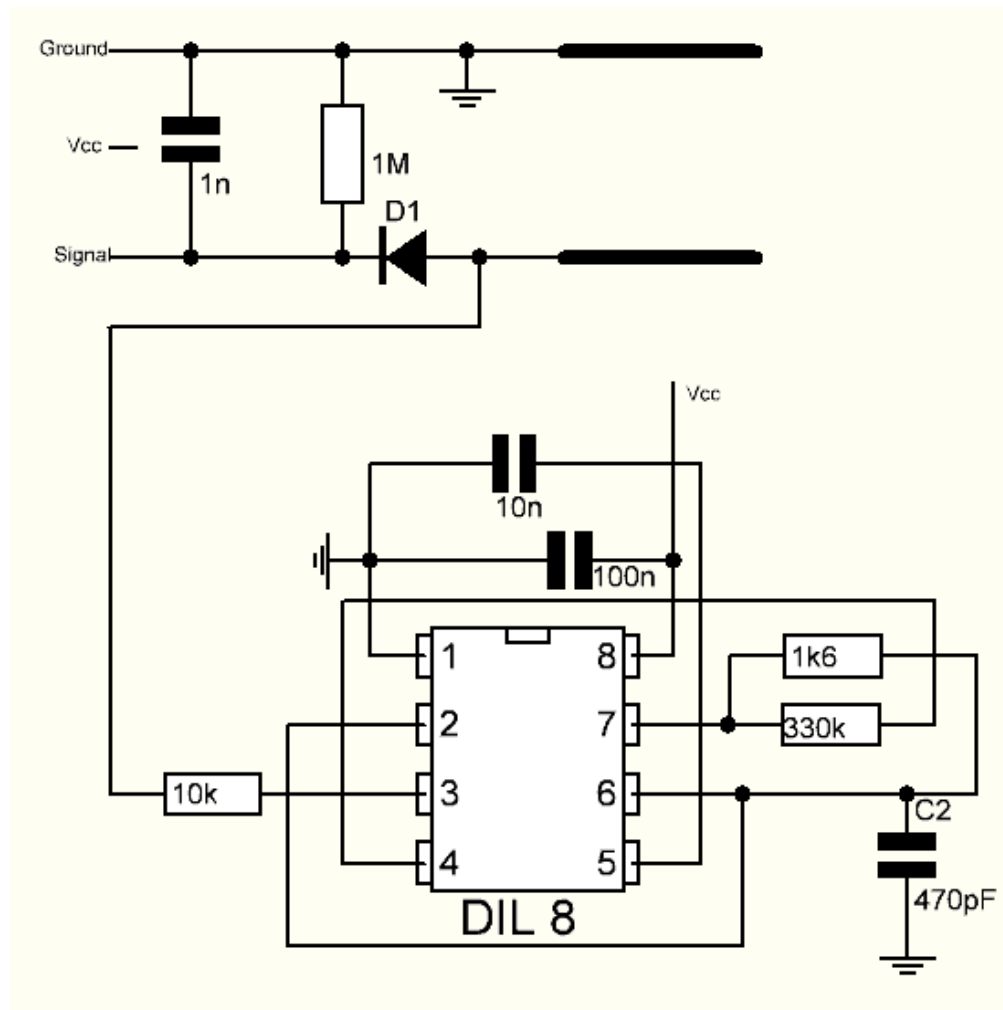 Ground
Vcc
1n
1M
D1
Signal
Vcc
10n
100n
1 8
1k6
2 7
330k
10k
3 6
C2
4 5
470pF
DIL 8